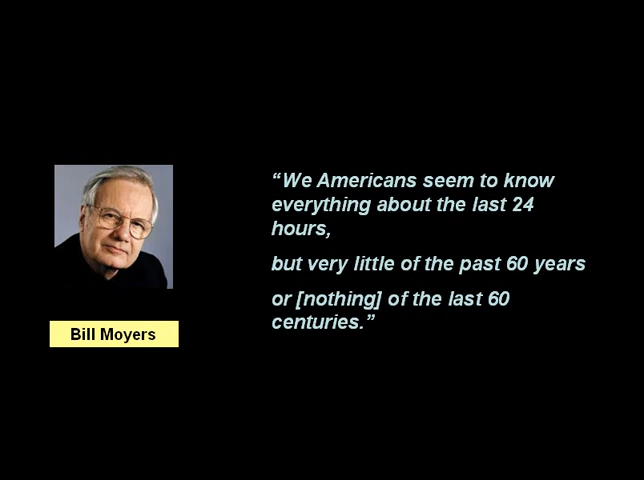 “We Americans seem to know
everything about the last 24
hours,
but very little of the past 60 years
or [nothing] of the last 60
centuries.”
Bill Moyers